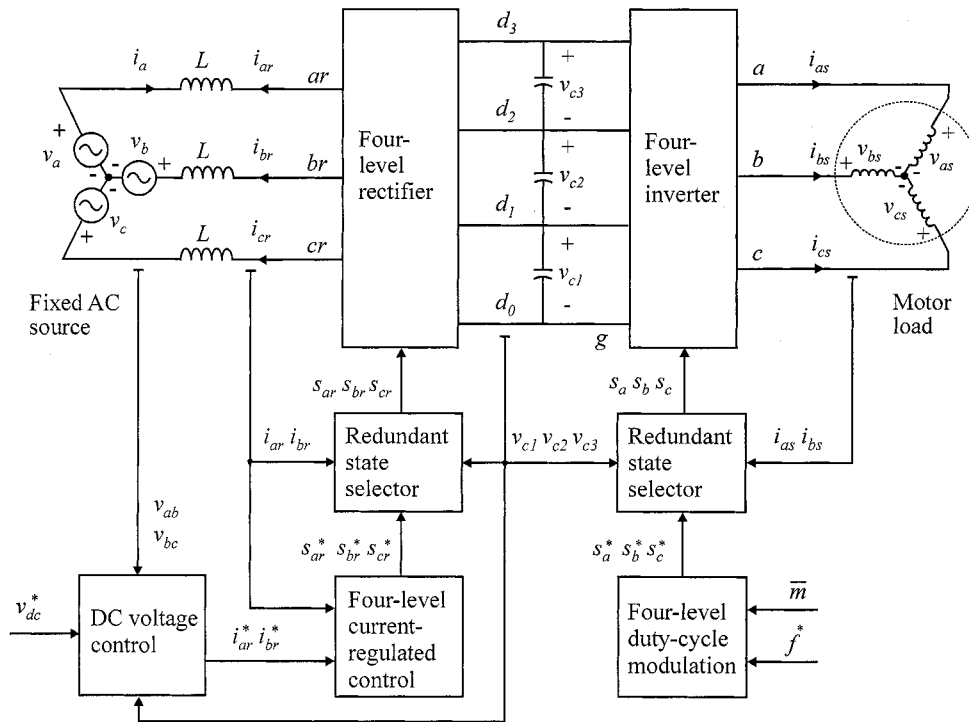 d_3
i_a L i_ar ar
+ v_c3 -
a i_as
d_2
Four-level rectifier
Four-level inverter
+ v_a -
v_b
- +
L i_br br
+ v_c2 -
b i_bs
+ v_bs -
+ v_as -
d_1
- v_c +
L i_cr cr
+ v_c1 -
c i_cs
- v_cs +
d_0
g
Fixed AC
source
Motor
load
s_ar s_br s_cr
s_a s_b s_c
i_ar i_br
Redundant
state
selector
v_c1 v_c2 v_c3
Redundant
state
selector
i_as i_bs
v_ab
v_bc
s_ar^* s_br^* s_cr^*
s_a^* s_b^* s_c^*
v_dc^*
DC voltage
control
i_ar^* i_br^*
Four-level
current-
regulated
control
Four-level
duty-cycle
modulation
m̅
f^*